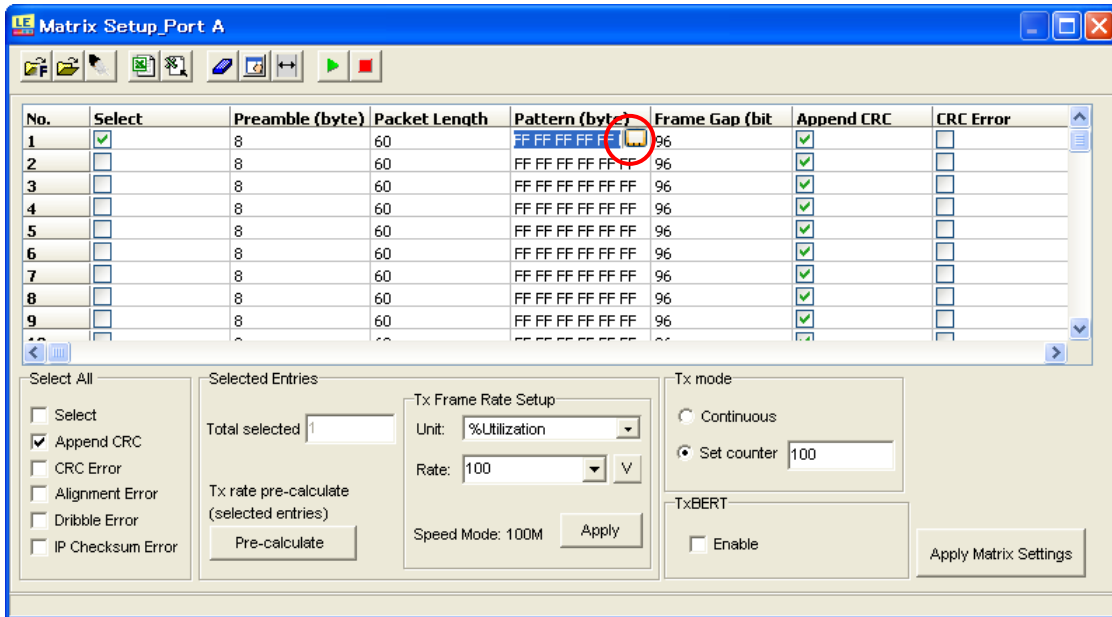 LE Matrix Setup_Port A
No. Select Preamble (byte) Packet Length Pattern (byte) Frame Gap (bit Append CRC CRC Error
1 8 60 FF FF FF FF FF ... 96
2 8 60 FF FF FF FF FF FF 96
3 8 60 FF FF FF FF FF FF 96
4 8 60 FF FF FF FF FF FF 96
5 8 60 FF FF FF FF FF FF 96
6 8 60 FF FF FF FF FF FF 96
7 8 60 FF FF FF FF FF FF 96
8 8 60 FF FF FF FF FF FF 96
9 8 60 FF FF FF FF FF FF 96
Select All
Select
Append CRC
CRC Error
Alignment Error
Dribble Error
IP Checksum Error
Selected Entries
Total selected 1
Tx rate pre-calculate
(selected entries)
Pre-calculate
Tx Frame Rate Setup
Unit: %Utilization
Rate: 100 V
Speed Mode: 100M Apply
Tx mode
Continuous
Set counter 100
TxBERT
Enable
Apply Matrix Settings